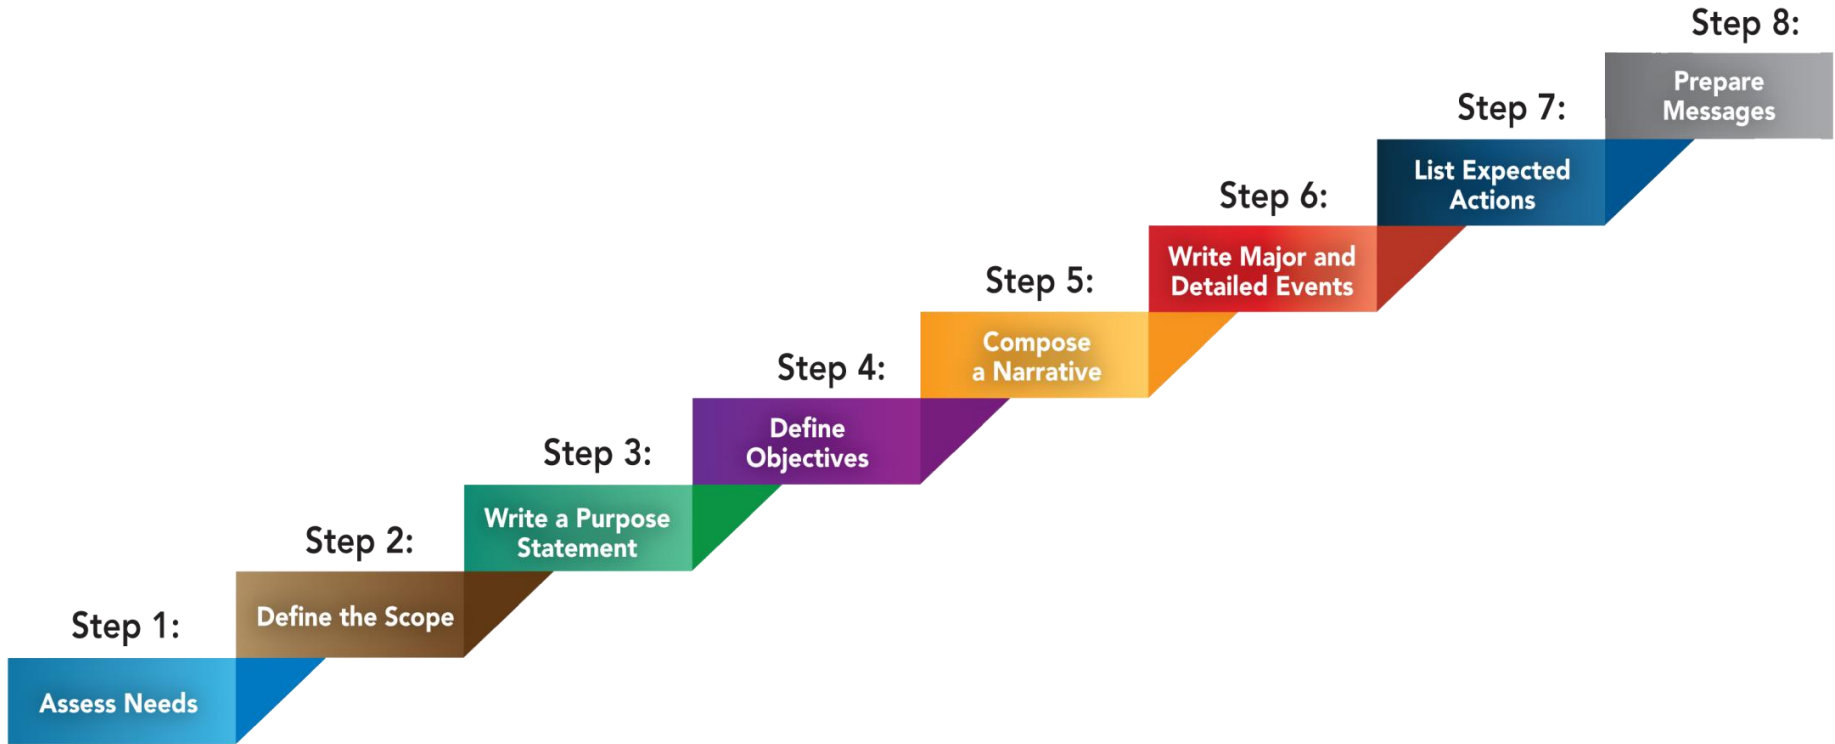 Step 1:
Assess Needs
Step 2:
Define the Scope
Step 3:
Write a Purpose
Statement
Step 4:
Define
Objectives
Step 5:
Compose
a Narrative
Step 6:
Write Major and
Detailed Events
Step 7:
List Expected
Actions
Step 8:
Prepare
Messages